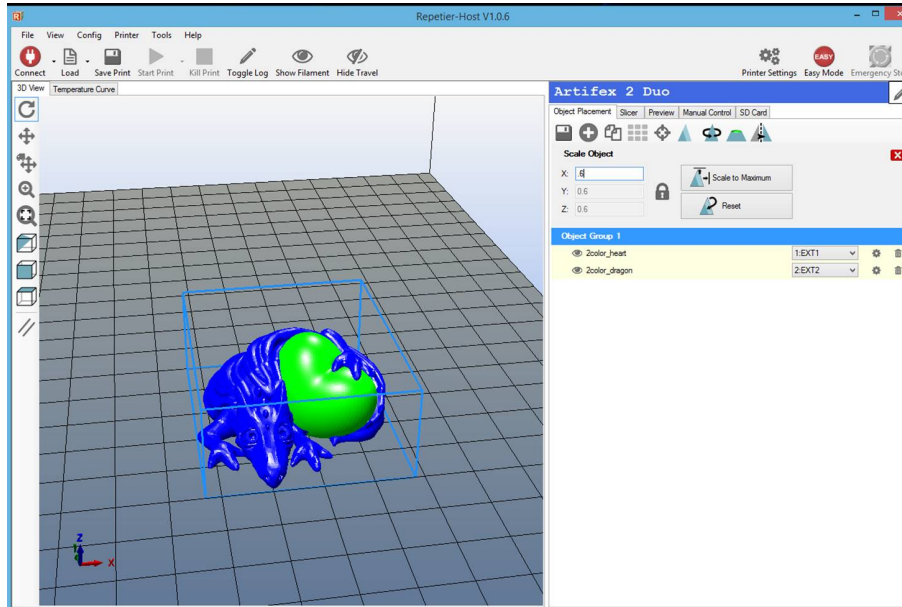 Repetier-Host V1.0.6
File View Config Printer Tools Help
Connect Load Save Print Start Print Kill Print Toggle Log Show Filament Hide Travel Printer Settings Easy Mode Emergency St
EASY
3D View Temperature Curve
Artifex 2 Duo
Object Placement Slicer Preview Manual Control SD Card
Scale Object
X: .6
Scale to Maximum
Y: 0.6
Z: 0.6
Reset
Object Group 1
2color_heart 1:EXT1
2color_dragon 2:EXT2
Z
X